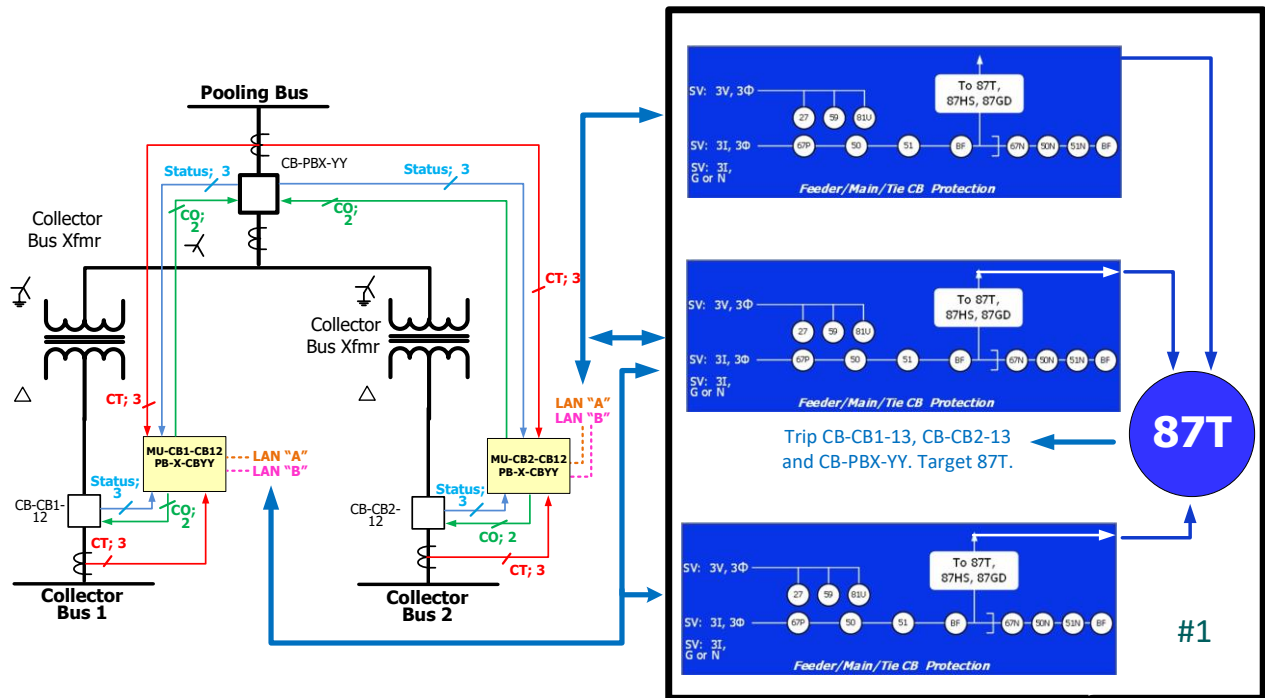 Pooling Bus
CB-PBX-YY
Status; 3
Status; 3
CO;
2
CO;
2
Collector
Bus Xfmr
CT; 3
Collector
Bus Xfmr
CT; 3
LAN "A"
LAN "B"
MU-CB1-CB12
PB-X-CBYY
LAN "A"
LAN "B"
MU-CB2-CB12
PB-X-CBYY
Status;
3
CO;
2
CB-CB1-
12
CT; 3
Status;
3
CO; 2
CB-CB2-
12
CT; 3
Collector
Bus 1
Collector
Bus 2
To 87T,
87HS, 87GD
SV: 3V, 3Φ
27 59 81U
SV: 3I, 3Φ
67P 50 51 BF 67N 50N 51N BF
SV: 3I,
G or N
Feeder/Main/Tie CB Protection
To 87T,
87HS, 87GD
SV: 3V, 3Φ
27 59 81U
SV: 3I, 3Φ
67P 50 51 BF 67N 50N 51N BF
SV: 3I,
G or N
Feeder/Main/Tie CB Protection
Trip CB-CB1-13, CB-CB2-13
and CB-PBX-YY. Target 87T.
87T
To 87T,
87HS, 87GD
SV: 3V, 3Φ
27 59 81U
SV: 3I, 3Φ
67P 50 51 BF 67N 50N 51N BF
SV: 3I,
G or N
Feeder/Main/Tie CB Protection
#1